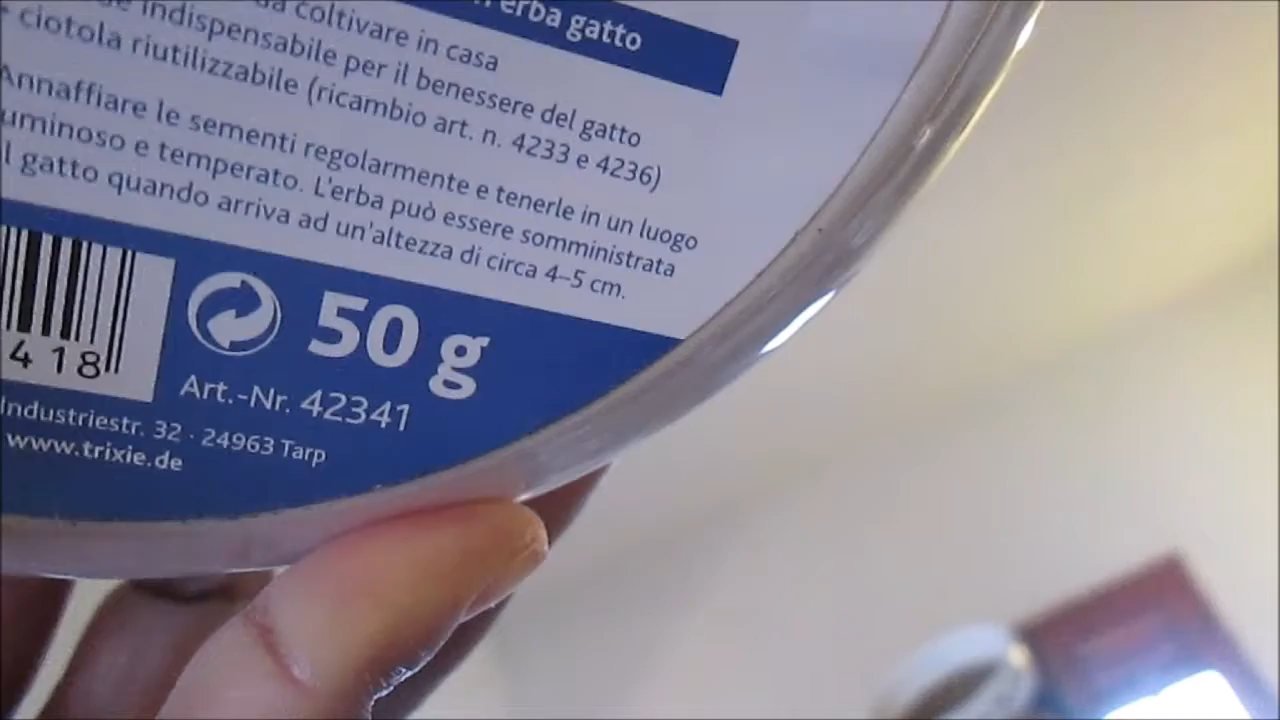 erba gatto
coltivare in casa
indispensabile per il benessere del gatto
ciotola riutilizzabile (ricambio art. n. 4233 e 4236)
Annaffiare le sementi regolarmente e tenerle in un luogo
uminoso e temperato. L'erba può essere somministrata
l gatto quando arriva ad un'altezza di circa 4–5 cm.
418
50 g
Art.-Nr. 42341
Industriestr. 32 · 24963 Tarp
www.trixie.de